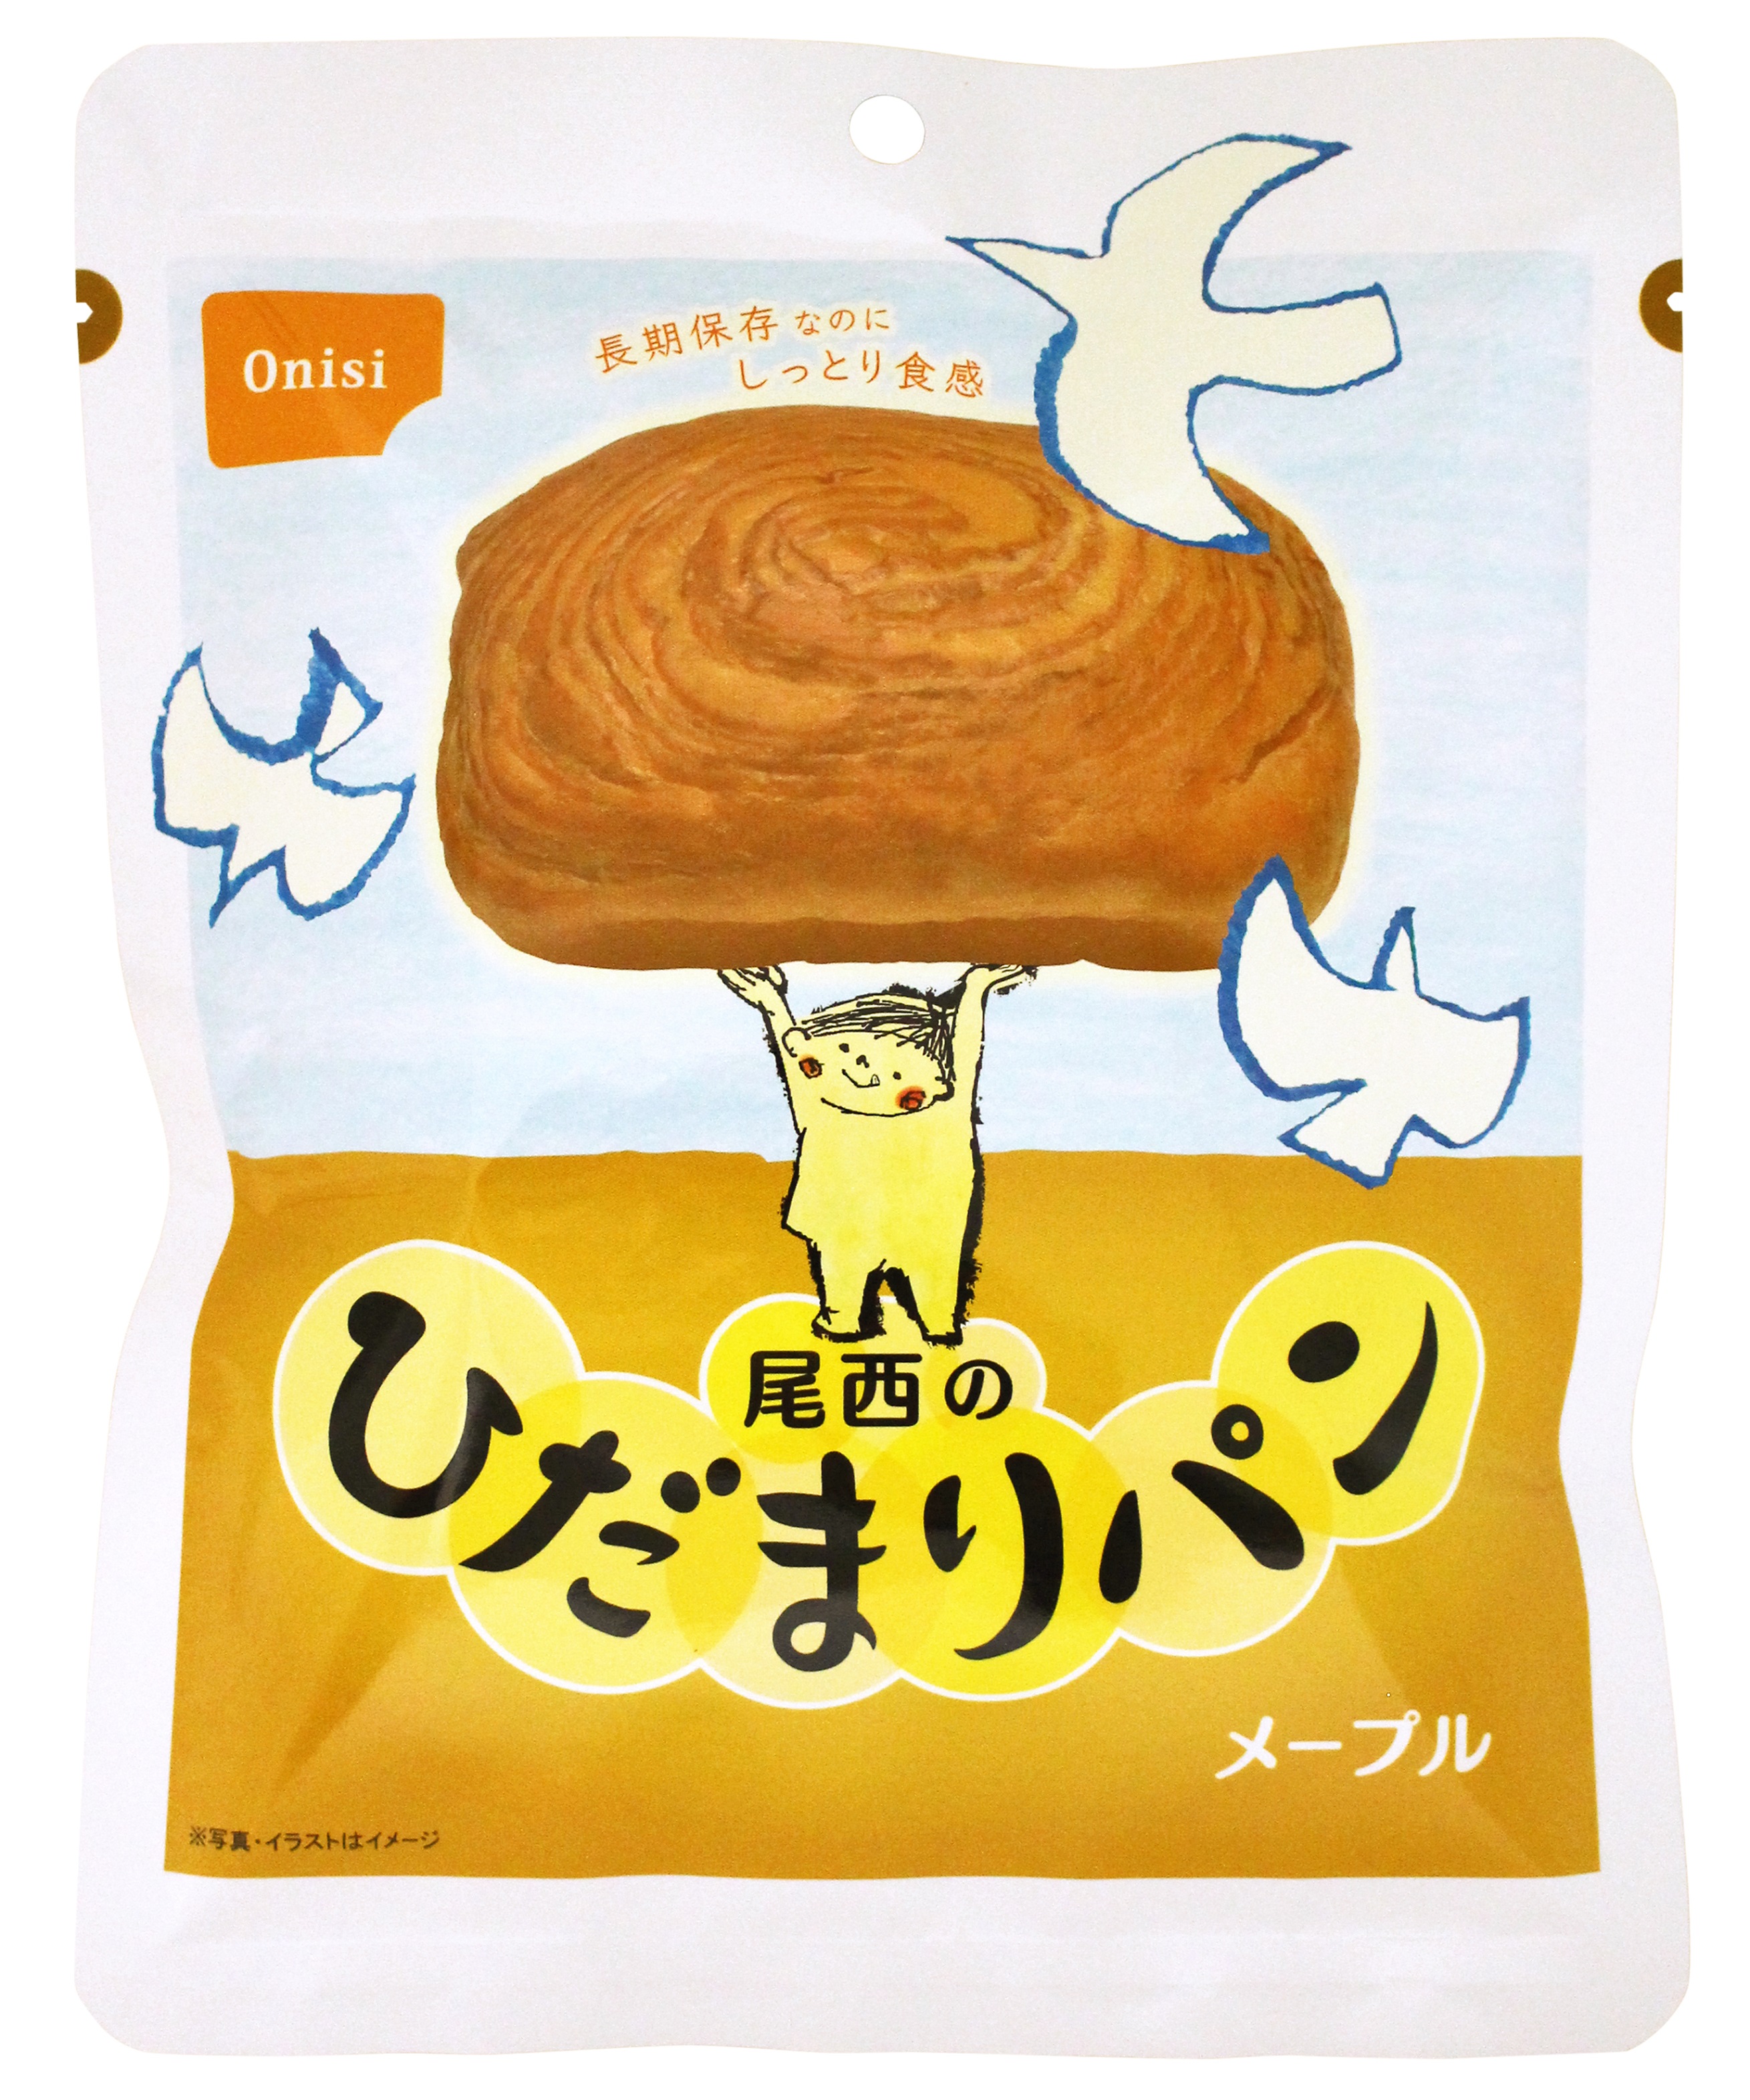 Onisi
長期保存なのに
しっとり食感
尾西の
ひだまりパン
メープル
※写真・イラストはイメージ